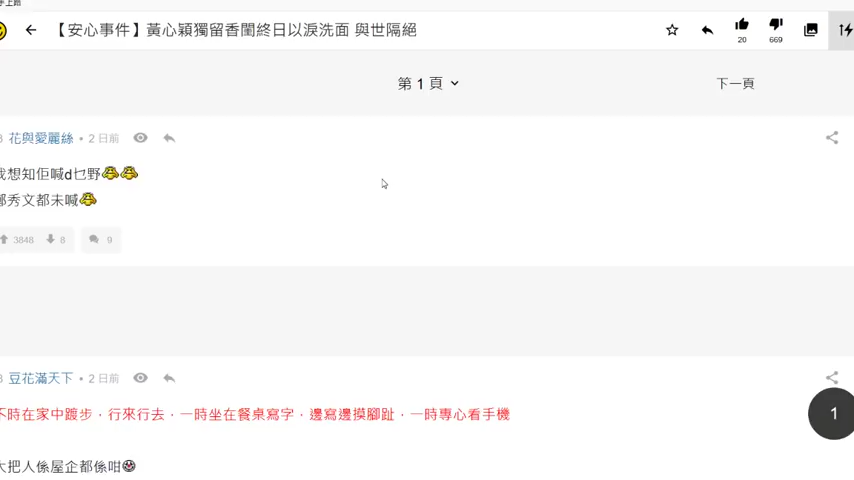 手上難
【安心事件】黃心穎獨留香閨終日以淚洗面 與世隔絕
20
669
第 1 頁
下一頁
花與愛麗絲 • 2 日前
我想知佢喊d乜野
鄭秀文都未喊
3848
8
9
豆花滿天下 • 2 日前
不時在家中踱步，行來行去，一時坐在餐桌寫字，邊寫邊摸腳趾，一時專心看手機
1
大把人係屋企都係咁